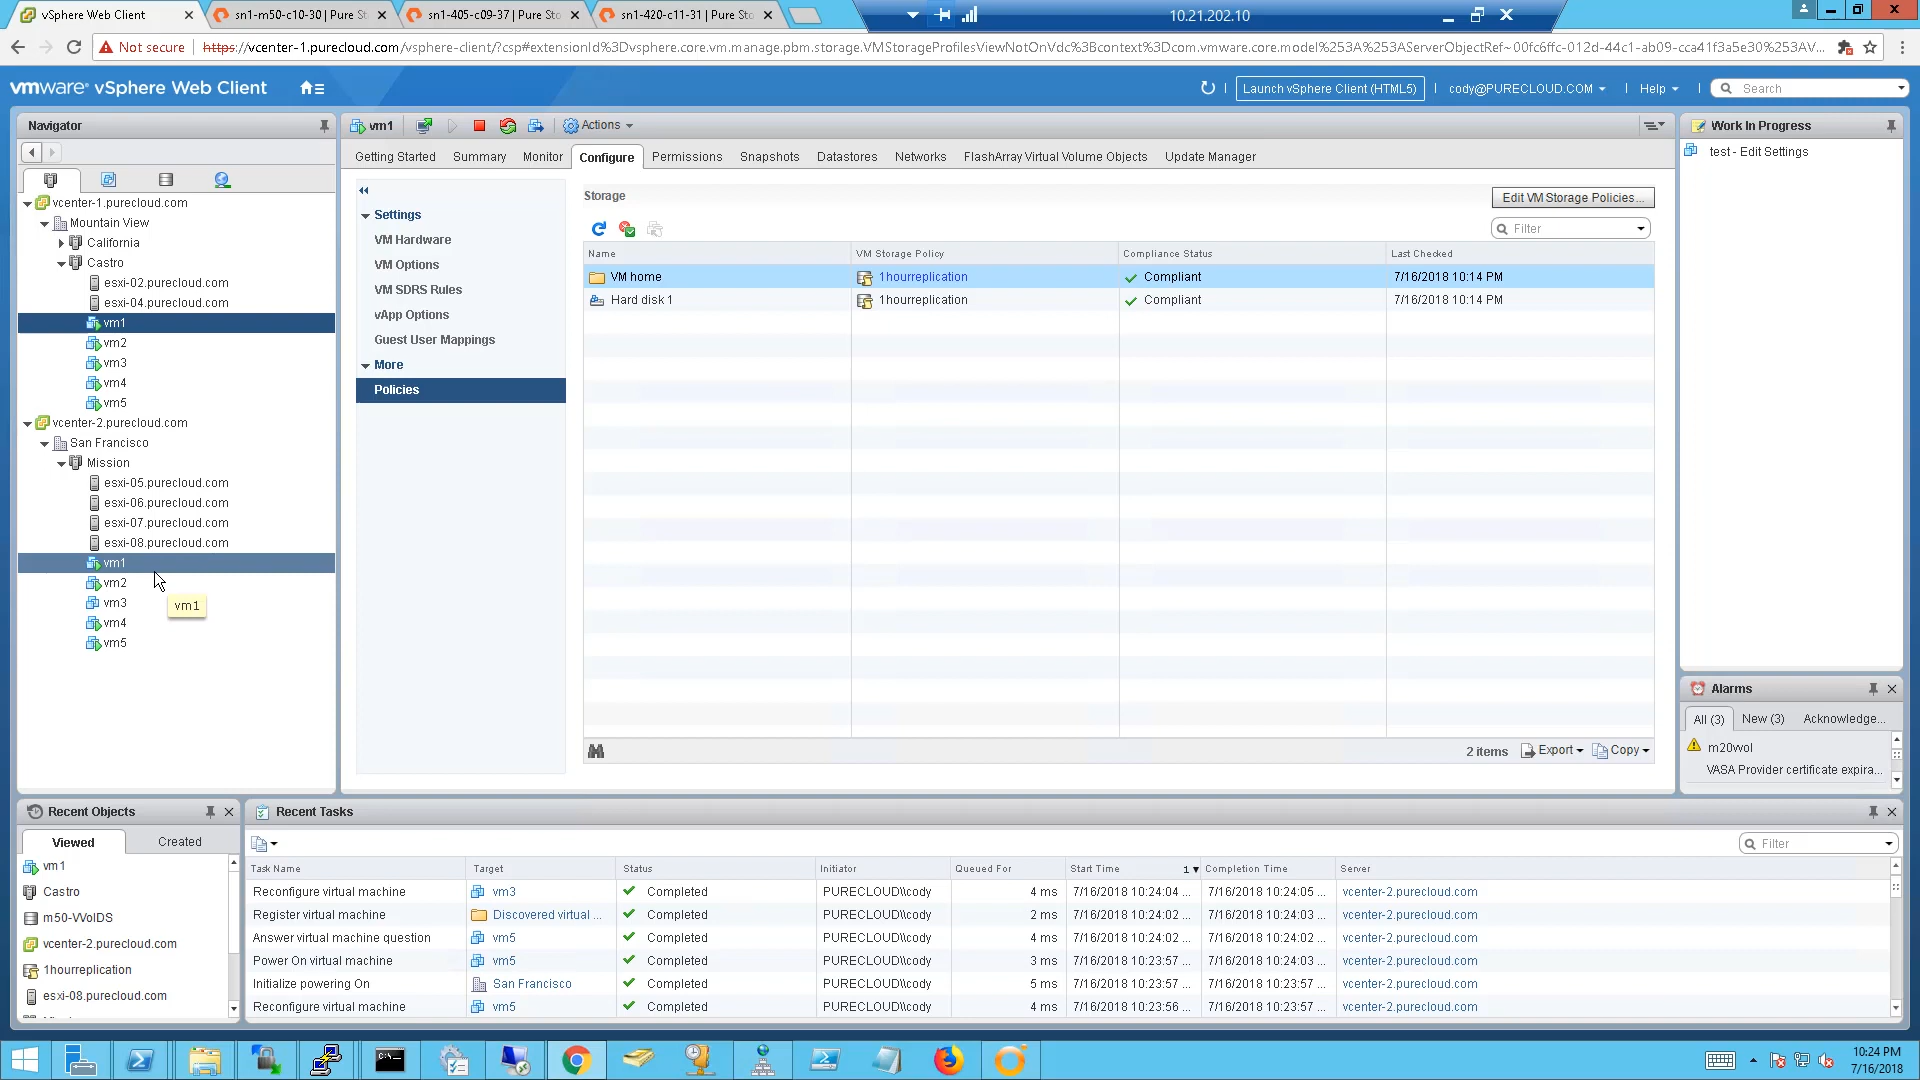 vSphere Web Client
sn1-m50-c10-30 | Pure St
sn1-405-c09-37 | Pure Sto
sn1-420-c11-31 | Pure Sto
10.21.202.10
Not secure
https://vcenter-1.purecloud.com/vsphere-client/?csp#extensionId%3Dvsphere.core.vm.manage.pbm.storage.VMStorageProfilesViewNotOnVdc%3Bcontext%3Dcom.vmware.core.model%253A%253AServerObjectRef~00fc6ffc-012d-44c1-ab09-cca41f3a5e30%253AV...
vmware® vSphere Web Client
Launch vSphere Client (HTML5)
cody@PURECLOUD.COM
Help
Search
Navigator
vcenter-1.purecloud.com
Mountain View
California
Castro
esxi-02.purecloud.com
esxi-04.purecloud.com
vm1
vm2
vm3
vm4
vm5
vcenter-2.purecloud.com
San Francisco
Mission
esxi-05.purecloud.com
esxi-06.purecloud.com
esxi-07.purecloud.com
esxi-08.purecloud.com
vm1
vm2
vm3
vm1
vm4
vm5
vm1
Actions
Getting Started
Summary
Monitor
Configure
Permissions
Snapshots
Datastores
Networks
FlashArray Virtual Volume Objects
Update Manager
Settings
VM Hardware
VM Options
VM SDRS Rules
vApp Options
Guest User Mappings
More
Policies
Storage
Edit VM Storage Policies...
Filter
Name VM Storage Policy Compliance Status Last Checked
VM home 1hourreplication Compliant 7/16/2018 10:14 PM
Hard disk 1 1hourreplication Compliant 7/16/2018 10:14 PM
2 items
Export
Copy
Work In Progress
test - Edit Settings
Alarms
All (3)
New (3)
Acknowledge...
m20vvol
VASA Provider certificate expira...
Recent Objects
Viewed
Created
vm1
Castro
m50-VVolDS
vcenter-2.purecloud.com
1hourreplication
esxi-08.purecloud.com
Recent Tasks
Filter
Task Name Target Status Initiator Queued For Start Time 1 Completion Time Server
Reconfigure virtual machine vm3 Completed PURECLOUD\\cody 4 ms 7/16/2018 10:24:04 ... 7/16/2018 10:24:05 ... vcenter-2.purecloud.com
Register virtual machine Discovered virtual ... Completed PURECLOUD\\cody 2 ms 7/16/2018 10:24:02 ... 7/16/2018 10:24:03 ... vcenter-2.purecloud.com
Answer virtual machine question vm5 Completed PURECLOUD\\cody 4 ms 7/16/2018 10:24:02 ... 7/16/2018 10:24:02 ... vcenter-2.purecloud.com
Power On virtual machine vm5 Completed PURECLOUD\\cody 3 ms 7/16/2018 10:23:57 ... 7/16/2018 10:24:03 ... vcenter-2.purecloud.com
Initialize powering On San Francisco Completed PURECLOUD\\cody 5 ms 7/16/2018 10:23:57 ... 7/16/2018 10:23:57 ... vcenter-2.purecloud.com
Reconfigure virtual machine vm5 Completed PURECLOUD\\cody 4 ms 7/16/2018 10:23:56 ... 7/16/2018 10:23:57 ... vcenter-2.purecloud.com
10:24 PM
7/16/2018